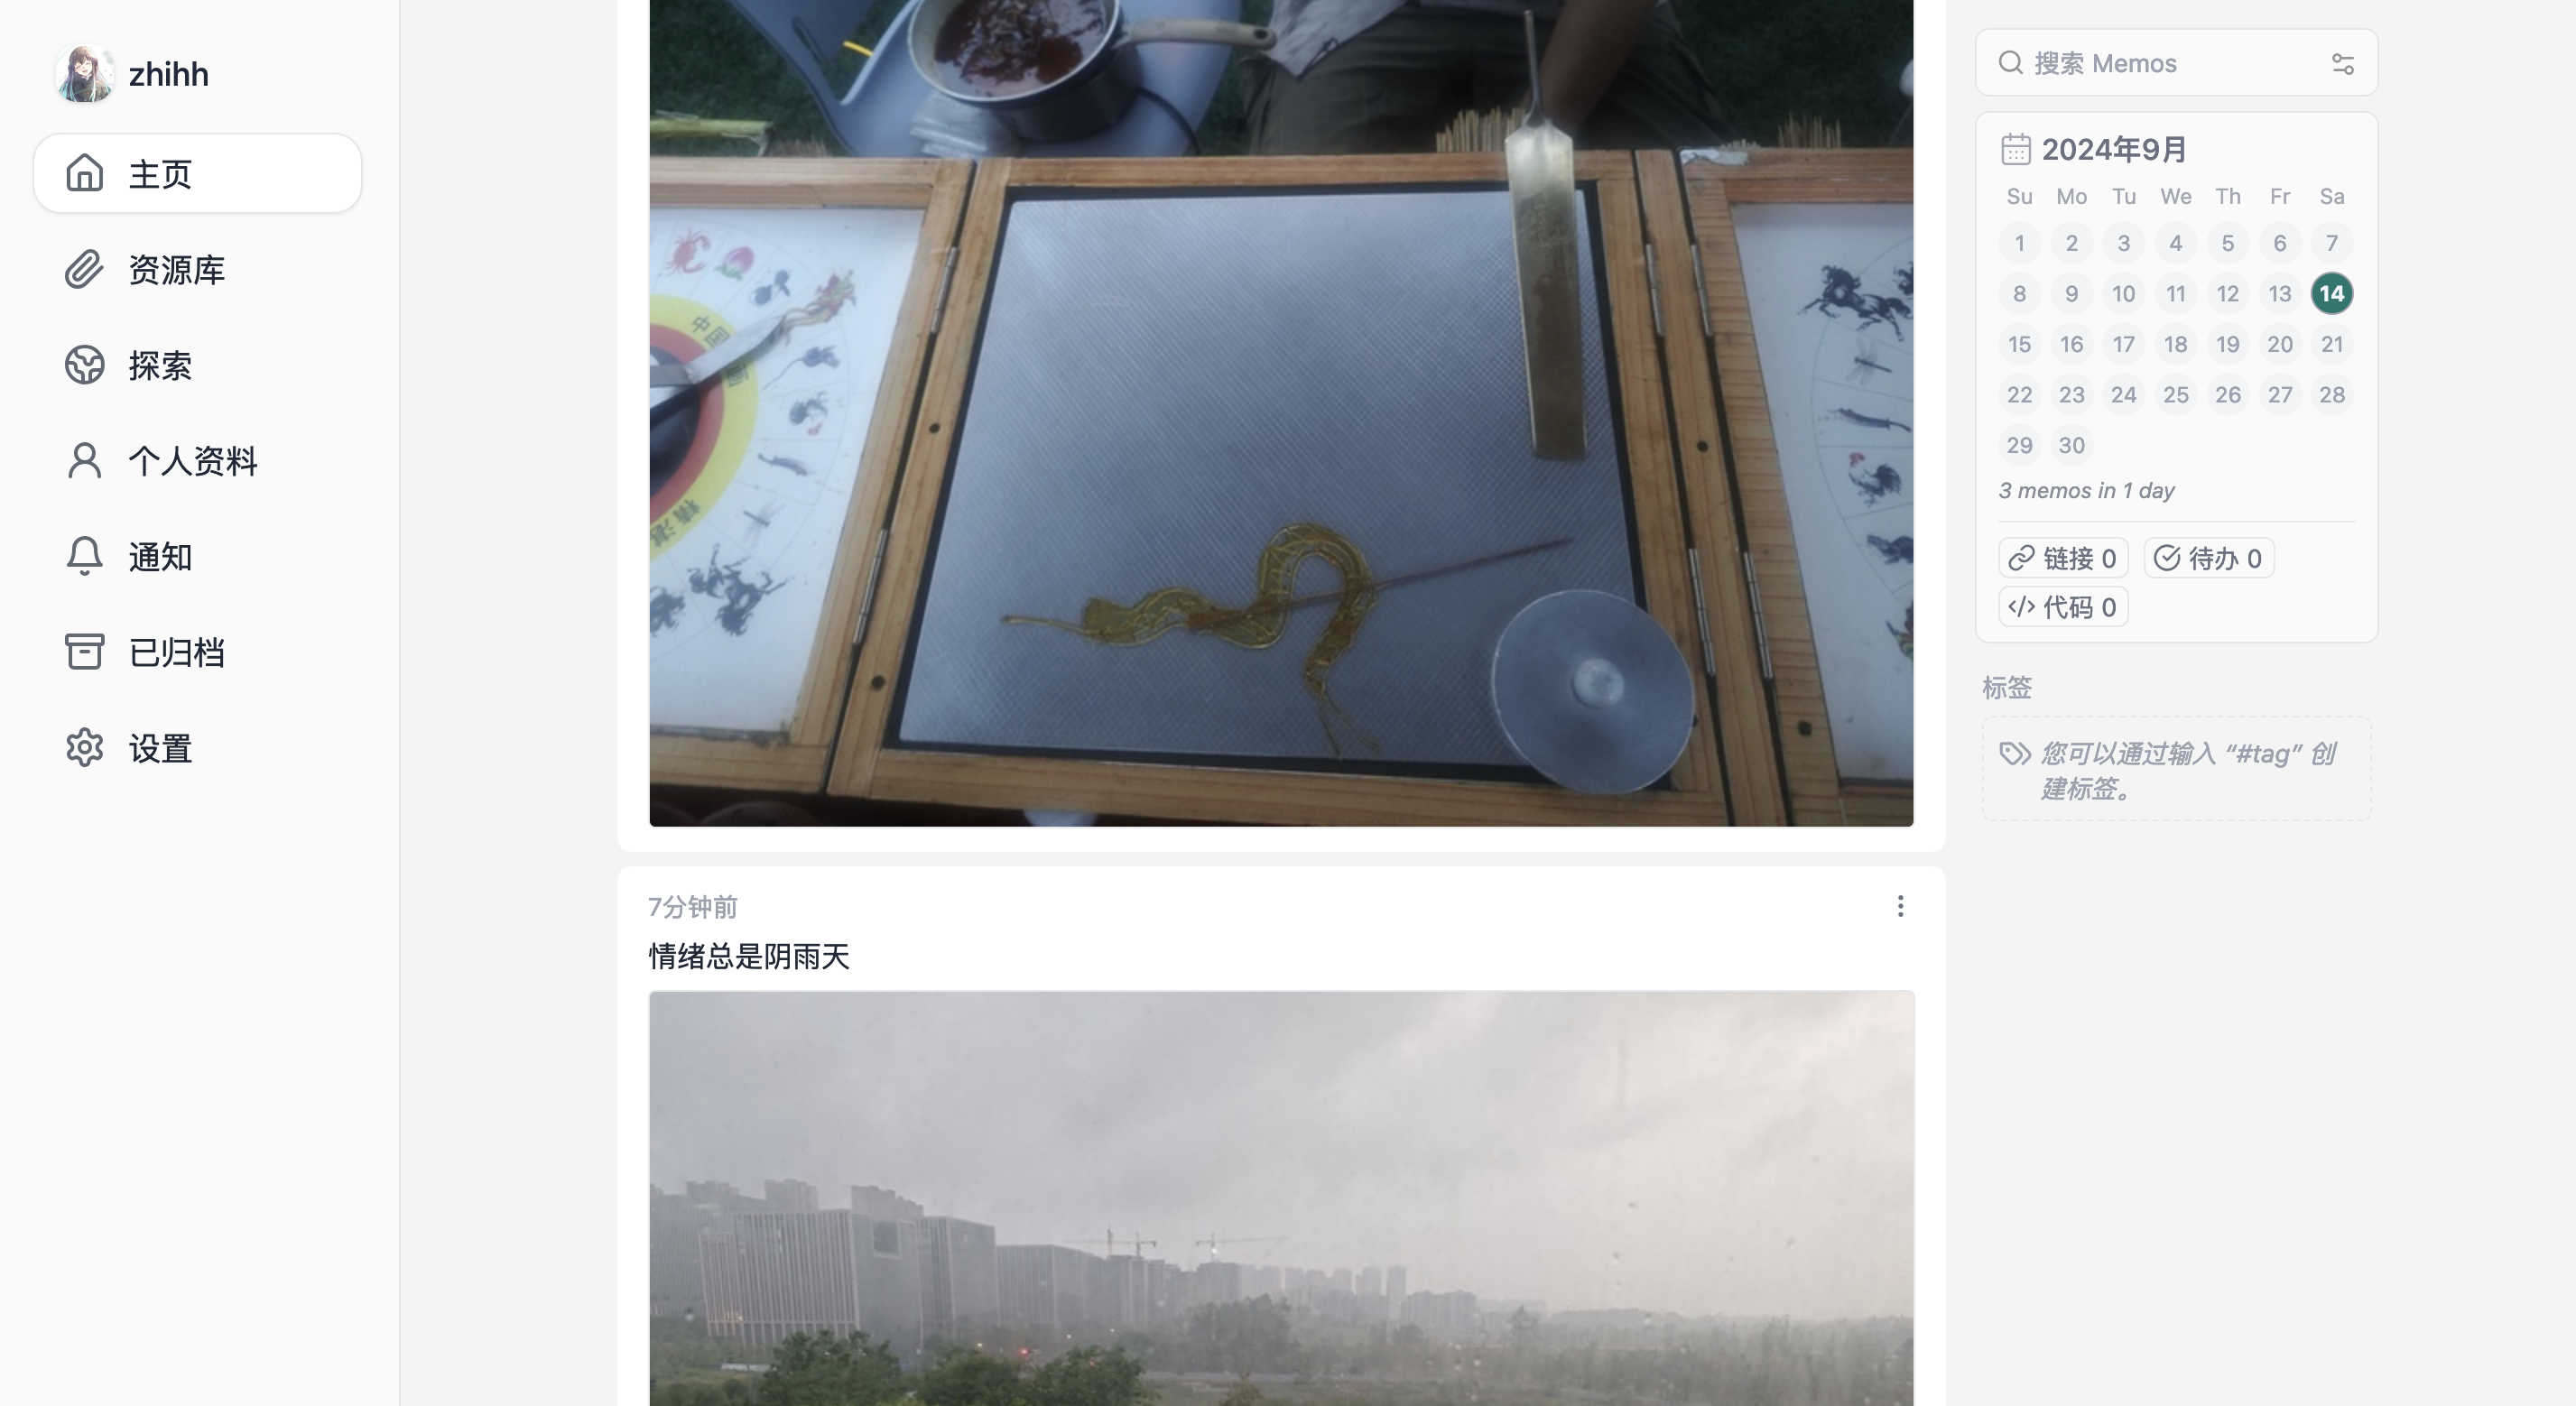 zhihh
主页
资源库
探索
个人资料
通知
已归档
设置
中国
7分钟前
情绪总是阴雨天
搜索 Memos
2024年9月
Su Mo Tu We Th Fr Sa
1 2 3 4 5 6 7
8 9 10 11 12 13 14
15 16 17 18 19 20 21
22 23 24 25 26 27 28
29 30
3 memos in 1 day
链接 0 待办 0
代码 0
标签
您可以通过输入 “#tag” 创
建标签。